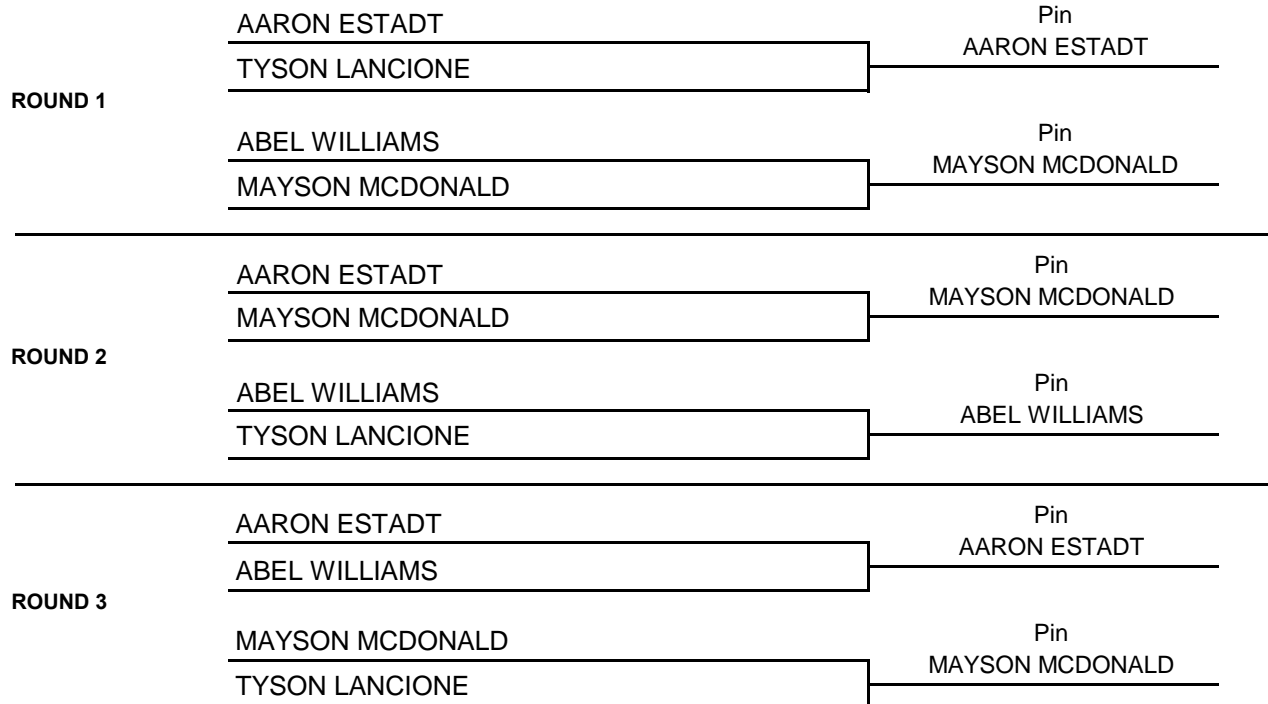 AARON ESTADT
Pin
AARON ESTADT
TYSON LANCIONE
ROUND 1
ABEL WILLIAMS
Pin
MAYSON MCDONALD
MAYSON MCDONALD
AARON ESTADT
Pin
MAYSON MCDONALD
MAYSON MCDONALD
ROUND 2
ABEL WILLIAMS
Pin
ABEL WILLIAMS
TYSON LANCIONE
AARON ESTADT
Pin
AARON ESTADT
ABEL WILLIAMS
ROUND 3
MAYSON MCDONALD
Pin
MAYSON MCDONALD
TYSON LANCIONE